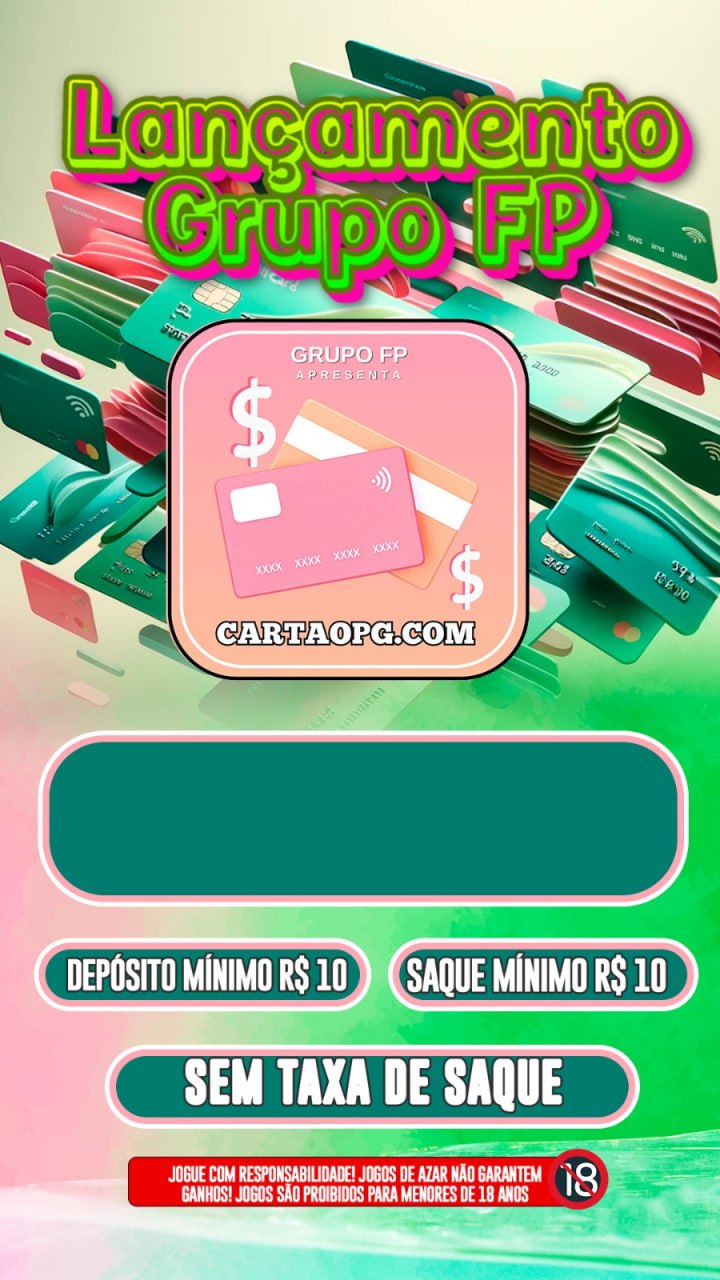 Lançamento
Grupo FP
GRUPO FP
APRESENTA
$
XXXX XXXX XXXX XXXX
$
CARTAOPG.COM
DEPÓSITO MÍNIMO R$ 10
SAQUE MÍNIMO R$ 10
SEM TAXA DE SAQUE
JOGUE COM RESPONSABILIDADE! JOGOS DE AZAR NÃO GARANTEM
GANHOS! JOGOS SÃO PROIBIDOS PARA MENORES DE 18 ANOS
18